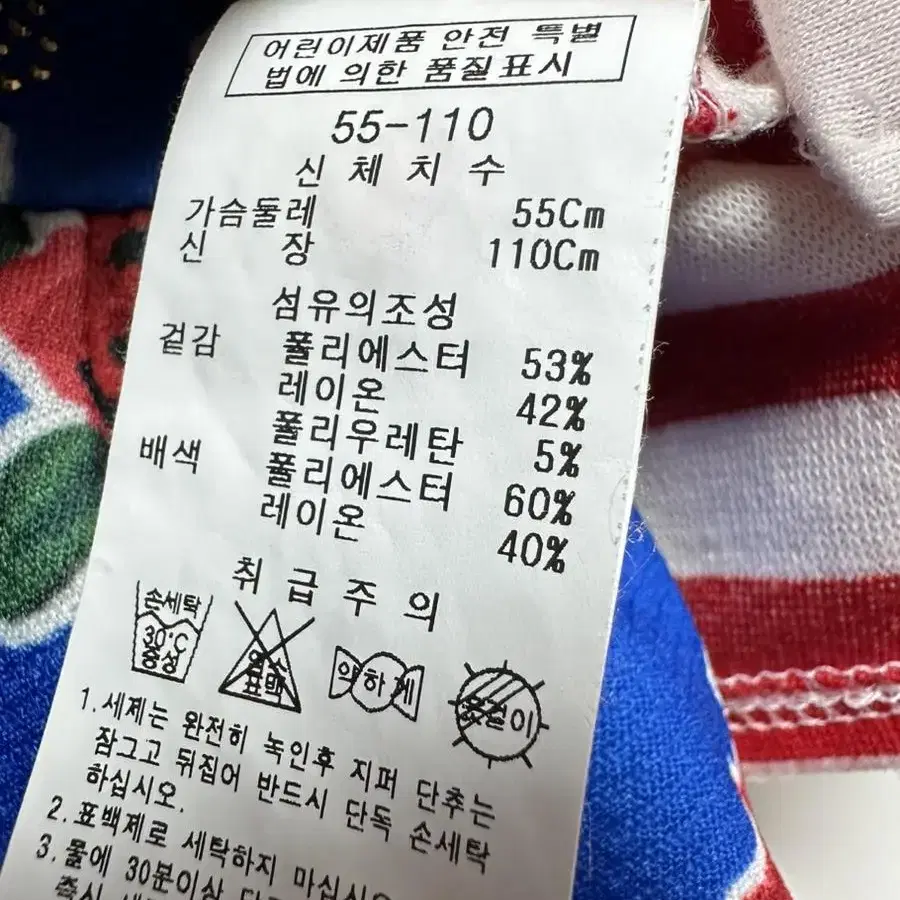 어린이제품 안전 특별
법에 의한 품질표시
55-110
신 체 치 수
가슴둘레 55Cm
신 장 110Cm
섬유의조성
겉감 폴리에스터 53%
레이온 42%
폴리우레탄 5%
배색 폴리에스터 60%
레이온 40%
취 급 주 의
손세탁
30°C
중성
염소
표백
약하게
옷걸이
1.세제는 완전히 녹인후 지퍼 단추는
잠그고 뒤집어 반드시 단독 손세탁
하십시오.
2.표백제로 세탁하지 마십시오
3.물에 30분이상
즉시